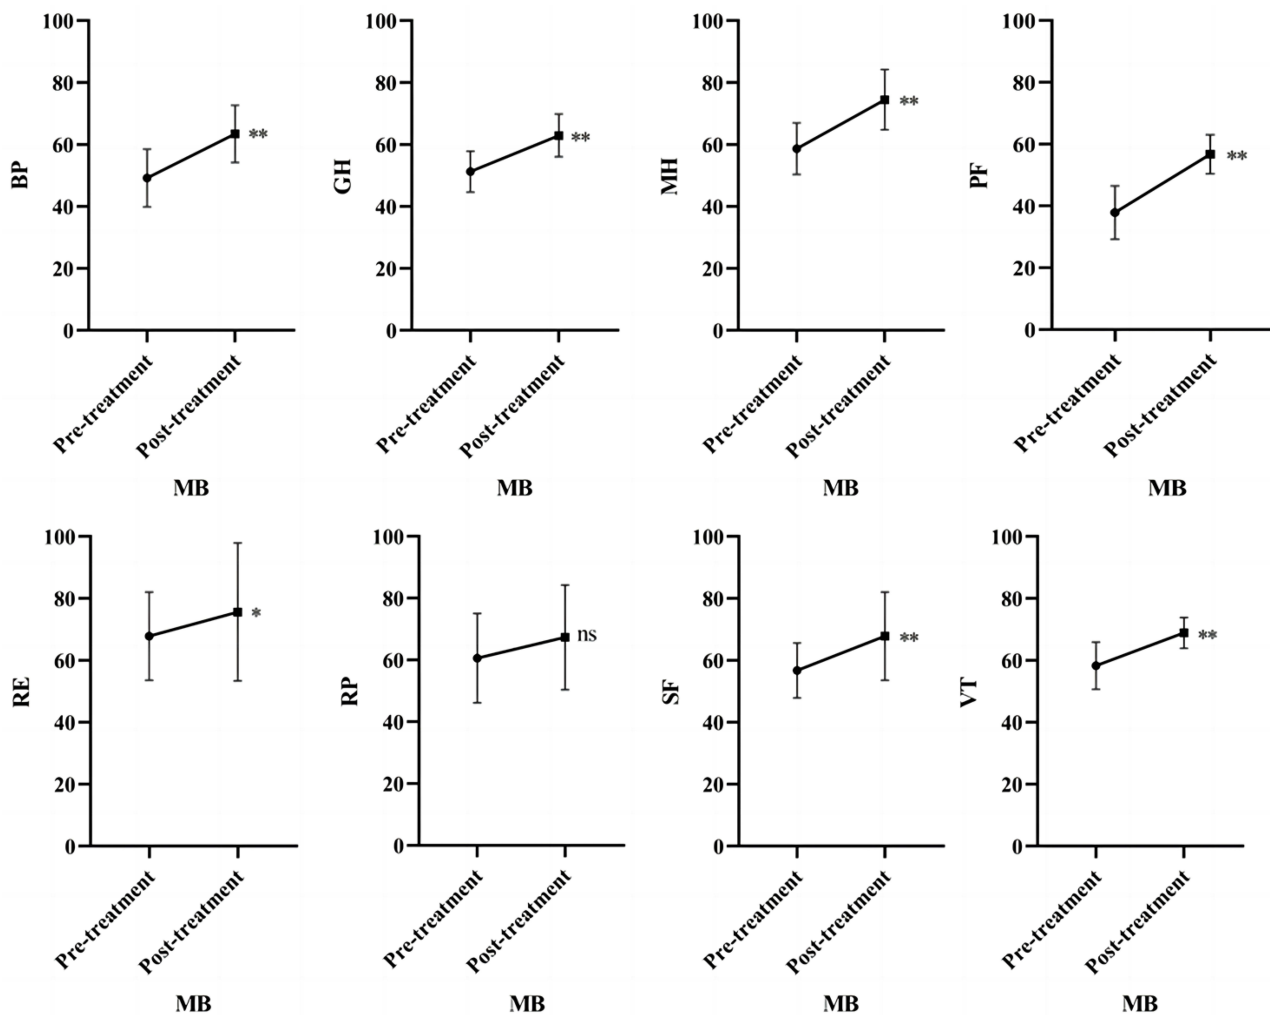 100
80
60
40
20
0
BP
**
Pre-treatment
Post-treatment
MB
100
80
60
40
20
0
GH
**
Pre-treatment
Post-treatment
MB
100
80
60
40
20
0
MH
**
Pre-treatment
Post-treatment
MB
100
80
60
40
20
0
PF
**
Pre-treatment
Post-treatment
MB
100
80
60
40
20
0
RE
*
Pre-treatment
Post-treatment
MB
100
80
60
40
20
0
RP
ns
Pre-treatment
Post-treatment
MB
100
80
60
40
20
0
SF
**
Pre-treatment
Post-treatment
MB
100
80
60
40
20
0
VT
**
Pre-treatment
Post-treatment
MB